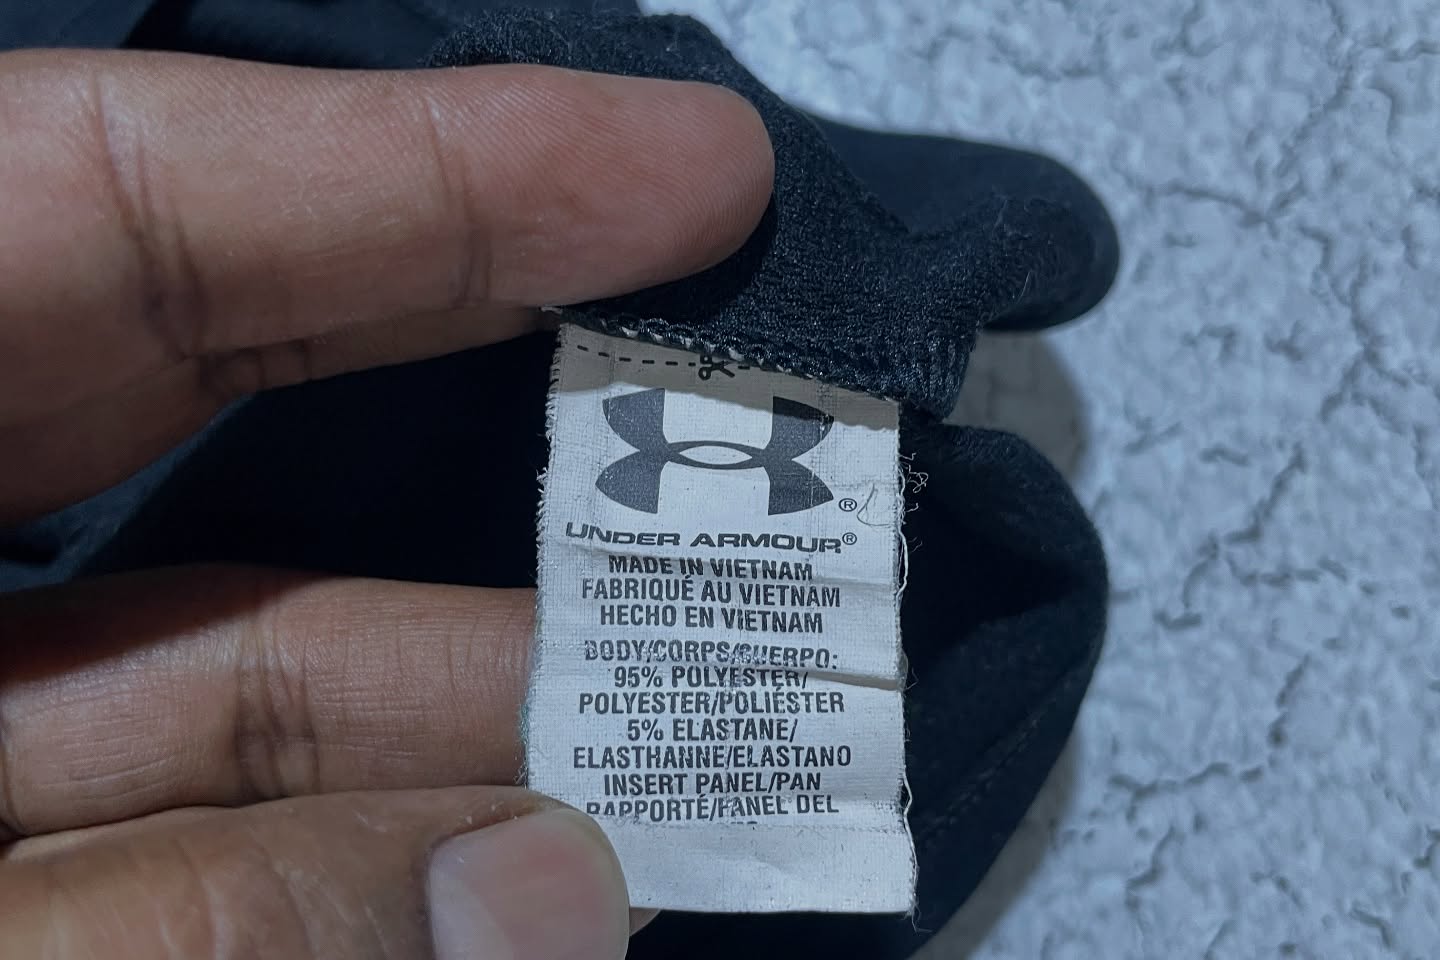 UNDER ARMOUR®
MADE IN VIETNAM
FABRIQUÉ AU VIETNAM
HECHO EN VIETNAM
BODY/CORPS/CUERPO:
95% POLYESTER/
POLYESTER/POLIÉSTER
5% ELASTANE/
ELASTHANNE/ELASTANO
INSERT PANEL/PAN
RAPPORTÉ/PANEL DEL